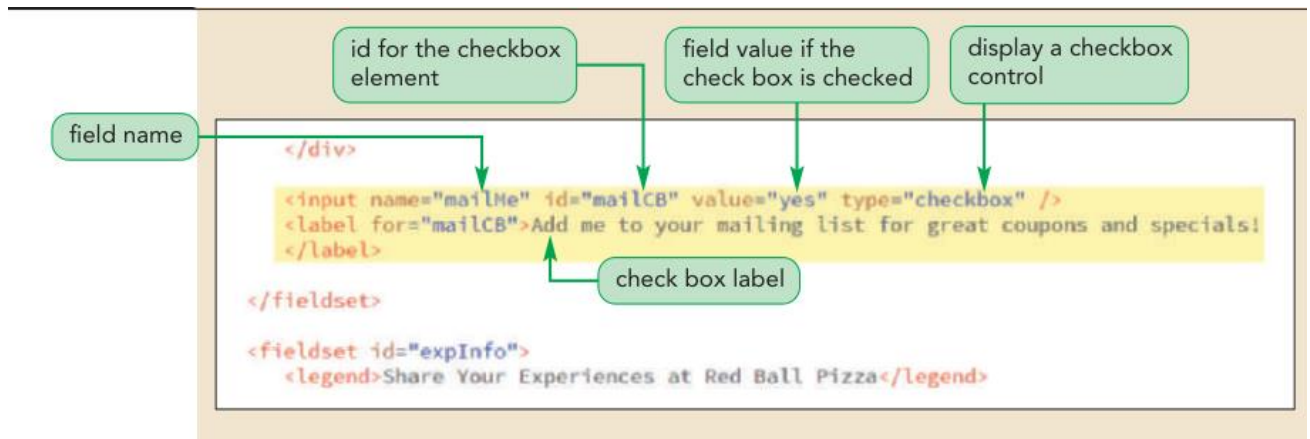 id for the checkbox
element
field value if the
check box is checked
display a checkbox
control
field name
</div>
<input name="mailMe" id="mailCB" value="yes" type="checkbox" />
<label for="mailCB">Add me to your mailing list for great coupons and specials!
</label>
check box label
</fieldset>
<fieldset id="expInfo">
<legend>Share Your Experiences at Red Ball Pizza</legend>